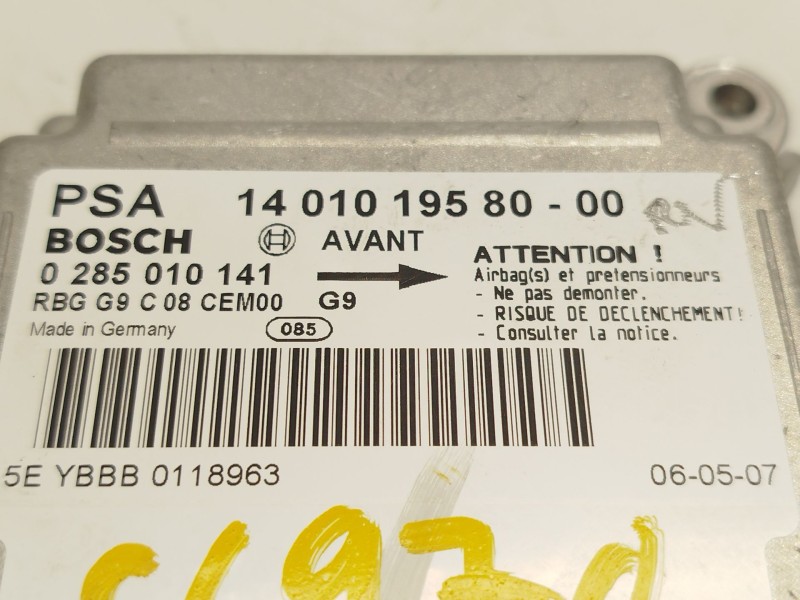 PSA 14 010 195 80 - 00
BOSCH
AVANT
0 285 010 141
RBG G9 C 08 CEM00 G9
Made in Germany
085
ATTENTION !
Airbag(s) et pretensionneurs
- Ne pas demonter.
- RISQUE DE DECLENCHEMENT!
- Consulter la notice.
5E YBBB 0118963
06-05-07